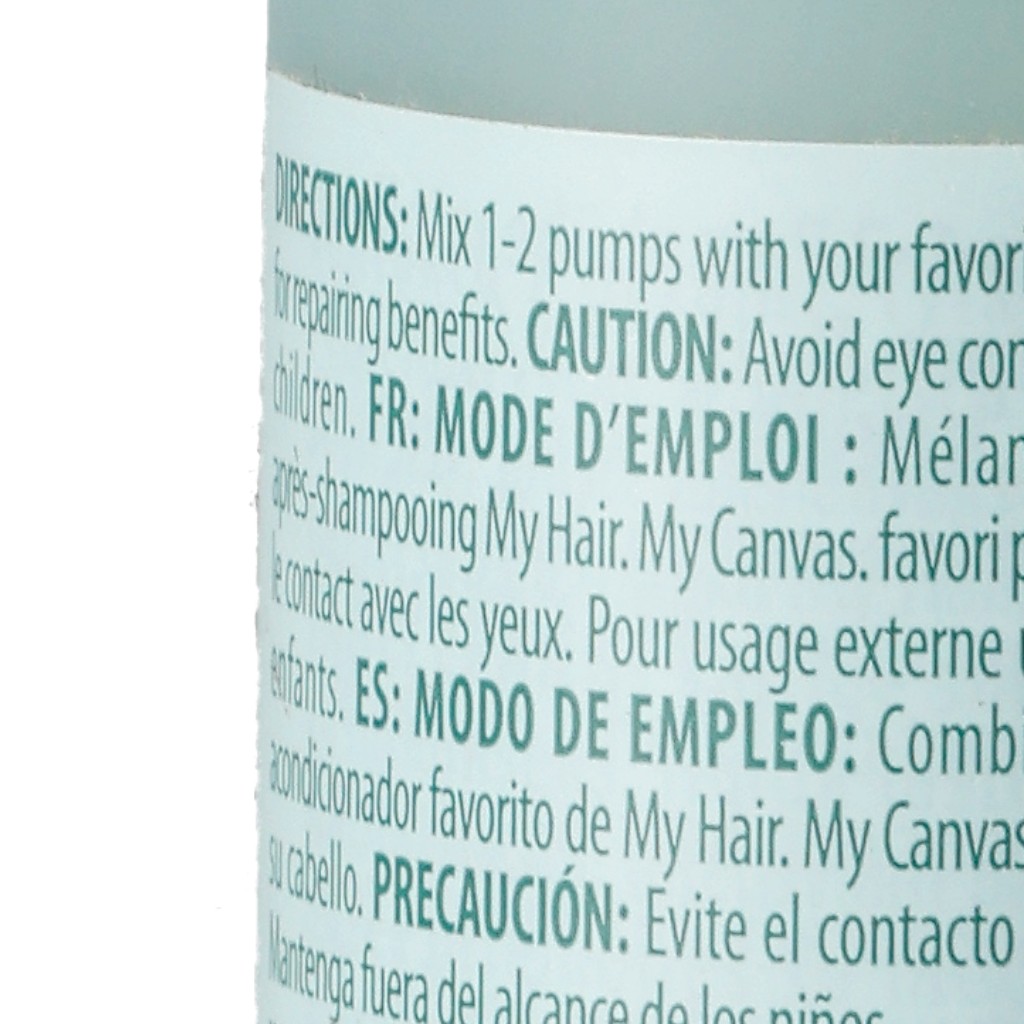 DIRECTIONS: Mix 1-2 pumps with your favor
for repairing benefits. CAUTION: Avoid eye con
children. FR: MODE D'EMPLOI : Mélan
après-shampooing My Hair. My Canvas. favori p
le contact avec les yeux. Pour usage externe
enfants. ES: MODO DE EMPLEO: Comb
acondicionador favorito de My Hair. My Canvas
su cabello. PRECAUCIÓN: Evite el contacto
Mantenga fuera del alcance de los niños